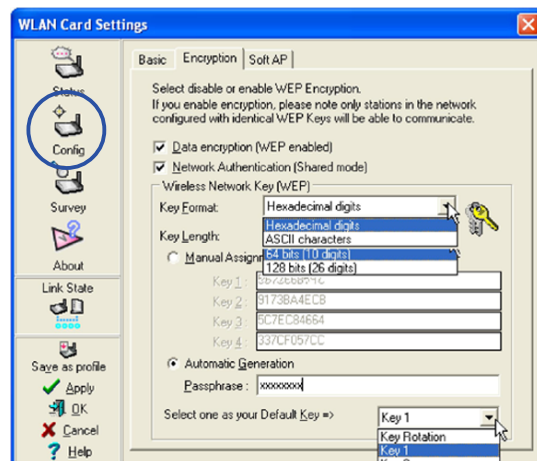 WLAN Card Settings
Status
Config
Survey
About
Link State
Save as profile
Apply
OK
Cancel
Help
Basic
Encryption
Soft AP
Select disable or enable WEP Encryption.
If you enable encryption, please note only stations in the network
configured with identical WEP Keys will be able to communicate.
Data encryption (WEP enabled)
Network Authentication (Shared mode)
Wireless Network Key (WEP)
Key Format:
Hexadecimal digits
Hexadecimal digits
ASCII characters
Key Length:
64 bits (10 digits)
128 bits (26 digits)
Key 1 :
Key 2 :
9173BA4ECB
Key 3 :
5C7EC84664
Key 4 :
337CF057CC
Automatic Generation
Passphrase :
xxxxxxxx
Select one as your Default Key =>
Key 1
Key Rotation
Key 1